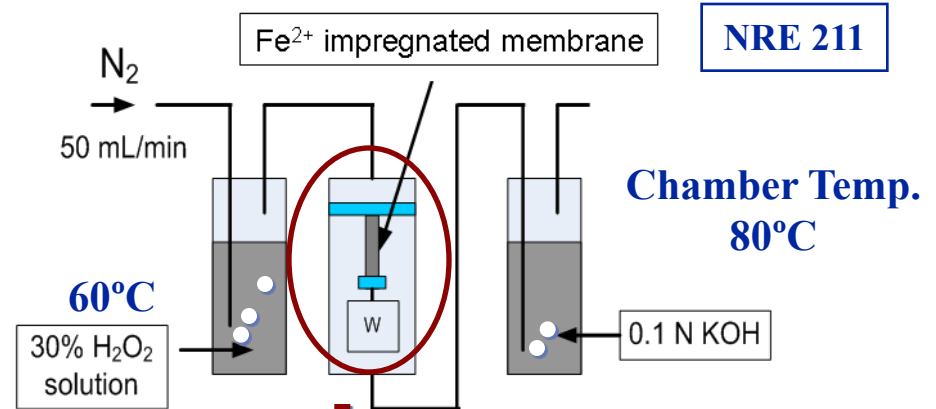 Fe²⁺ impregnated membrane
NRE 211
N₂
50 mL/min
Chamber Temp.
80ºC
60ºC
W
30% H₂O₂
solution
0.1 N KOH